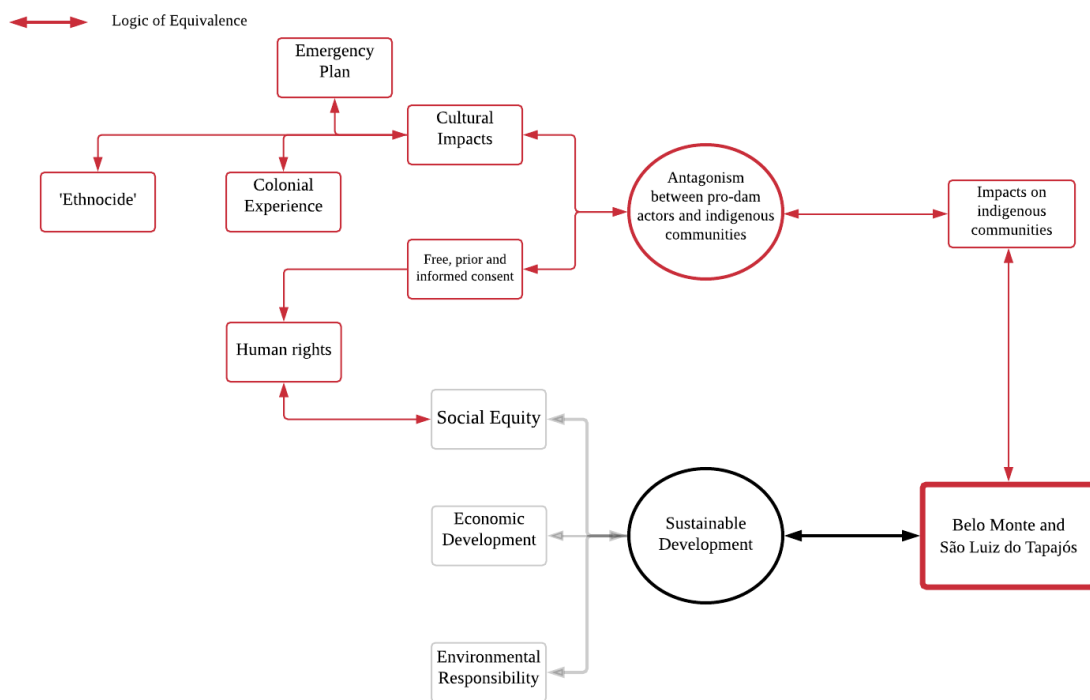 Logic of Equivalence
Emergency
Plan
Cultural
Impacts
'Ethnocide'
Colonial
Experience
Antagonism
between pro-dam
actors and indigenous
communities
Impacts on
indigenous
communities
Free, prior and
informed consent
Human rights
Social Equity
Economic
Development
Sustainable
Development
Belo Monte and
São Luiz do Tapajós
Environmental
Responsibility